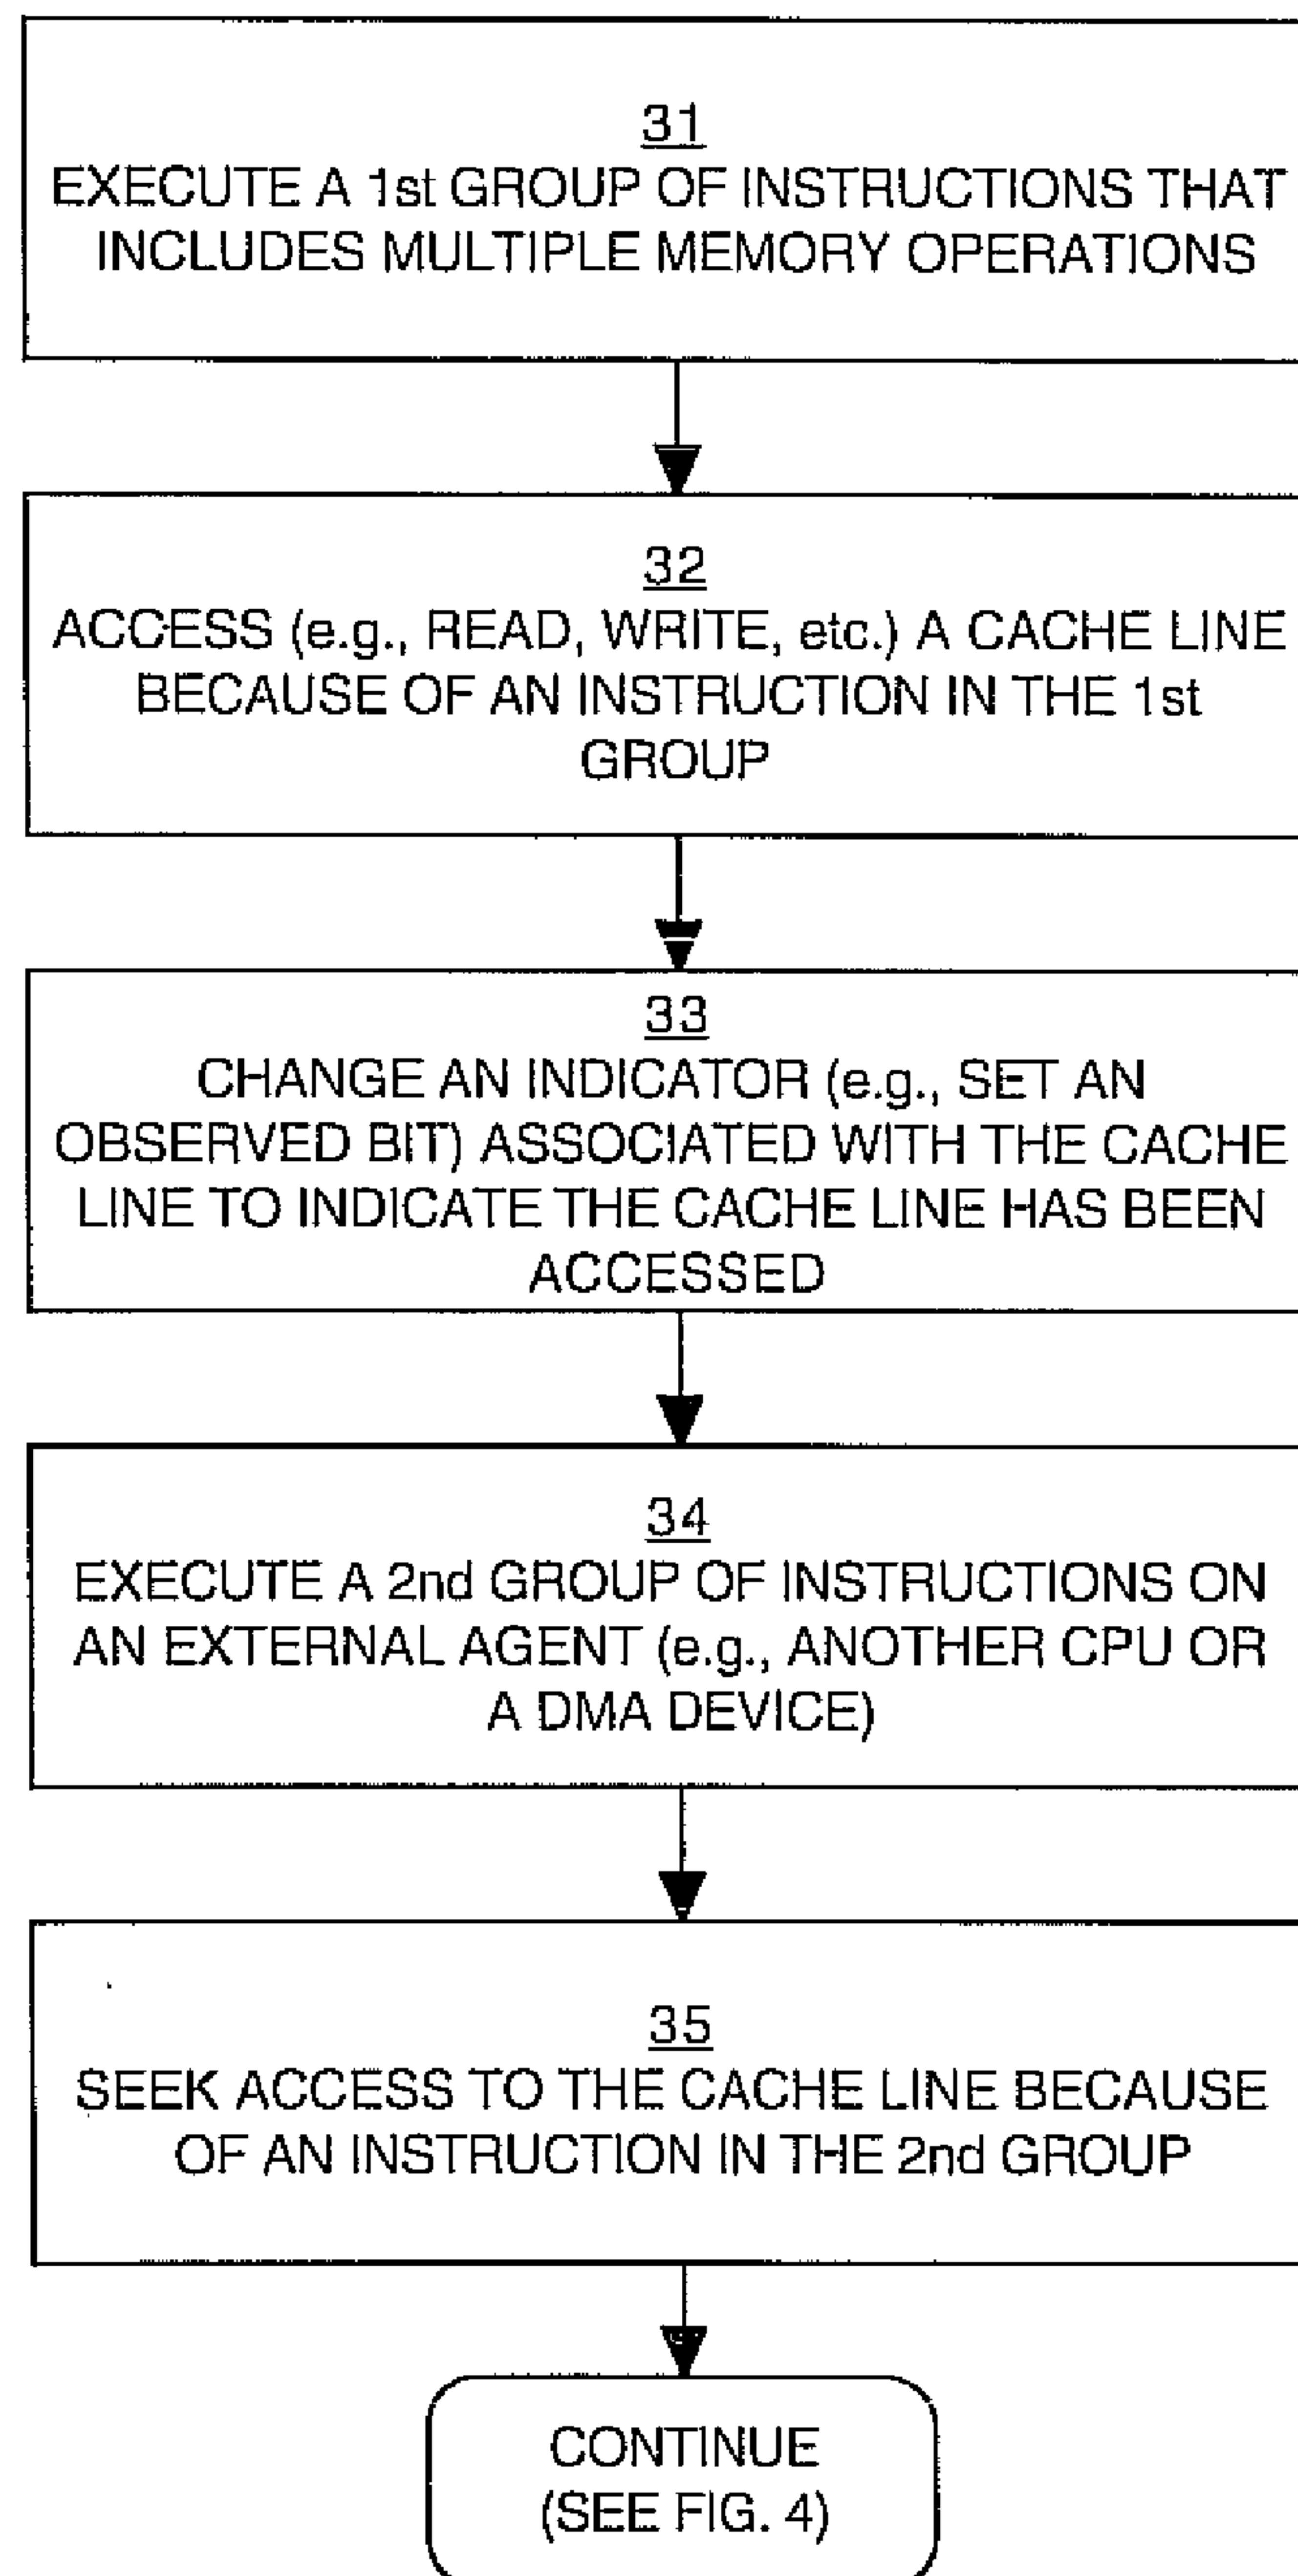 31
EXECUTE A 1st GROUP OF INSTRUCTIONS THAT
INCLUDES MULTIPLE MEMORY OPERATIONS
32
ACCESS (e.g., READ, WRITE, etc.) A CACHE LINE
BECAUSE OF AN INSTRUCTION IN THE 1st
GROUP
33
CHANGE AN INDICATOR (e.g., SET AN
OBSERVED BIT) ASSOCIATED WITH THE CACHE
LINE TO INDICATE THE CACHE LINE HAS BEEN
ACCESSED
34
EXECUTE A 2nd GROUP OF INSTRUCTIONS ON
AN EXTERNAL AGENT (e.g., ANOTHER CPU OR
A DMA DEVICE)
35
SEEK ACCESS TO THE CACHE LINE BECAUSE
OF AN INSTRUCTION IN THE 2nd GROUP
CONTINUE
(SEE FIG. 4)